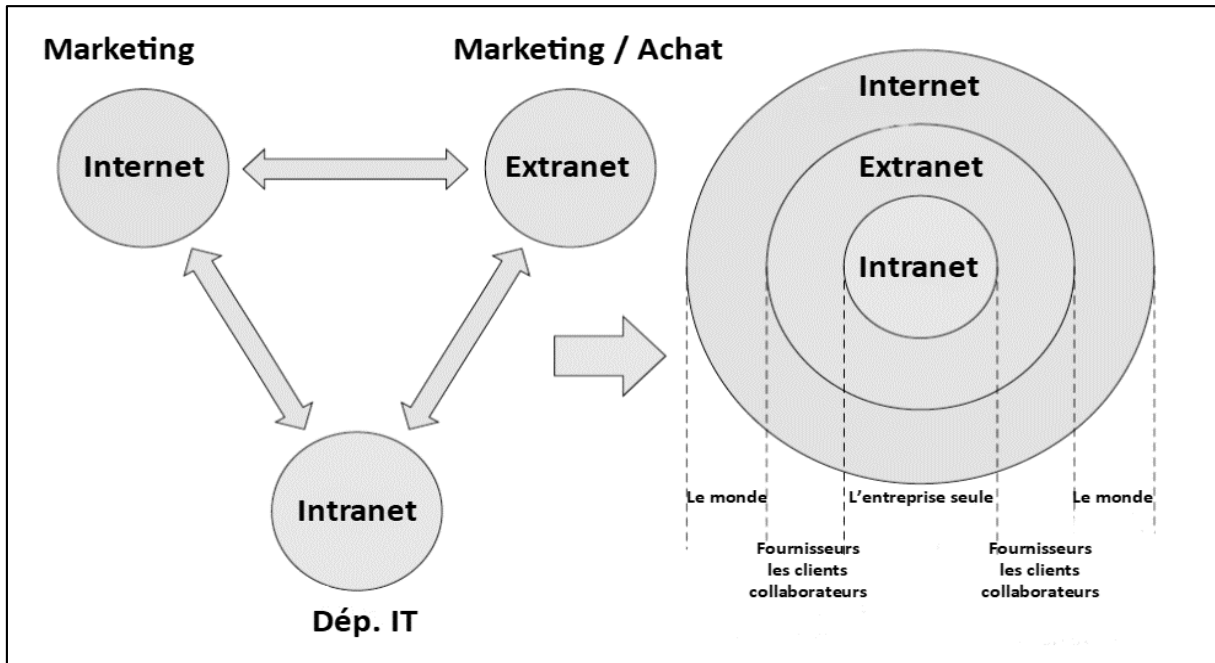 Marketing
Marketing / Achat
Internet
Extranet
Intranet
Dép. IT
Internet
Extranet
Intranet
Le monde
L’entreprise seule
Le monde
Fournisseurs
les clients
collaborateurs
Fournisseurs
les clients
collaborateurs